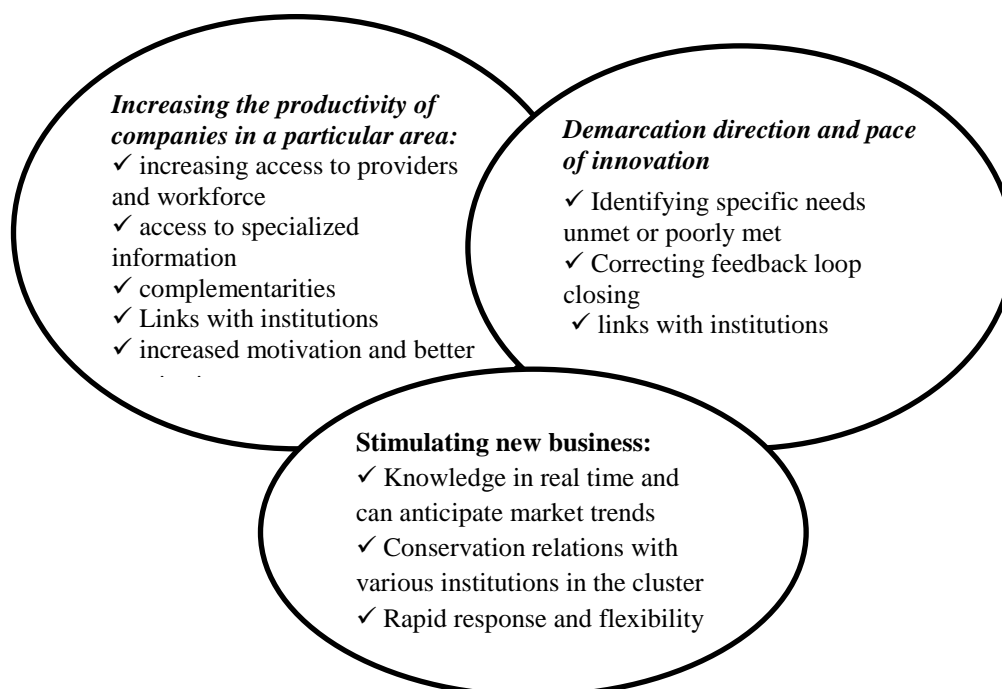 Increasing the productivity of
companies in a particular area:
✓ increasing access to providers
and workforce
✓ access to specialized
information
✓ complementarities
✓ Links with institutions
✓ increased motivation and better
Demarcation direction and pace
of innovation
✓ Identifying specific needs
unmet or poorly met
✓ Correcting feedback loop
closing
✓ links with institutions
Stimulating new business:
✓ Knowledge in real time and
can anticipate market trends
✓ Conservation relations with
various institutions in the cluster
✓ Rapid response and flexibility